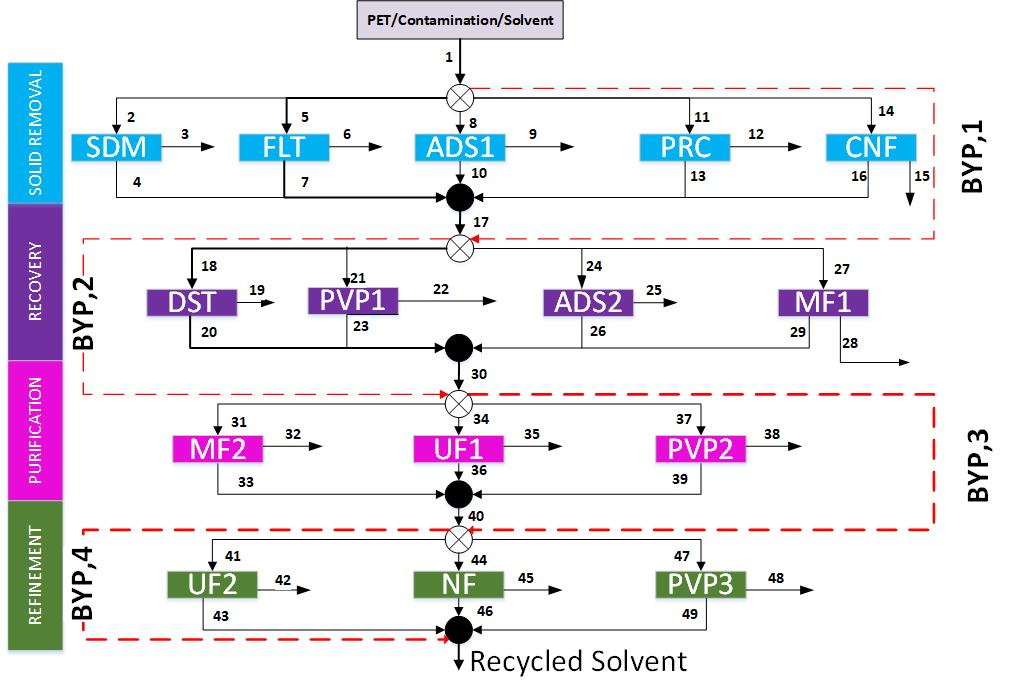 PET/Contamination/Solvent
1
SOLID REMOVAL
2
5
8
11
14
SDM
3
FLT
6
ADS1
9
PRC
12
CNF
4
7
10
13
16
15
BYP,1
17
RECOVERY
BYP,2
18
21
24
27
DST
19
PVP1
22
ADS2
25
MF1
20
23
26
29
28
30
PURIFICATION
31
34
37
MF2
32
UF1
35
PVP2
38
33
36
39
BYP,3
40
REFINEMENT
BYP,4
41
44
47
UF2
42
NF
45
PVP3
48
43
46
49
Recycled Solvent